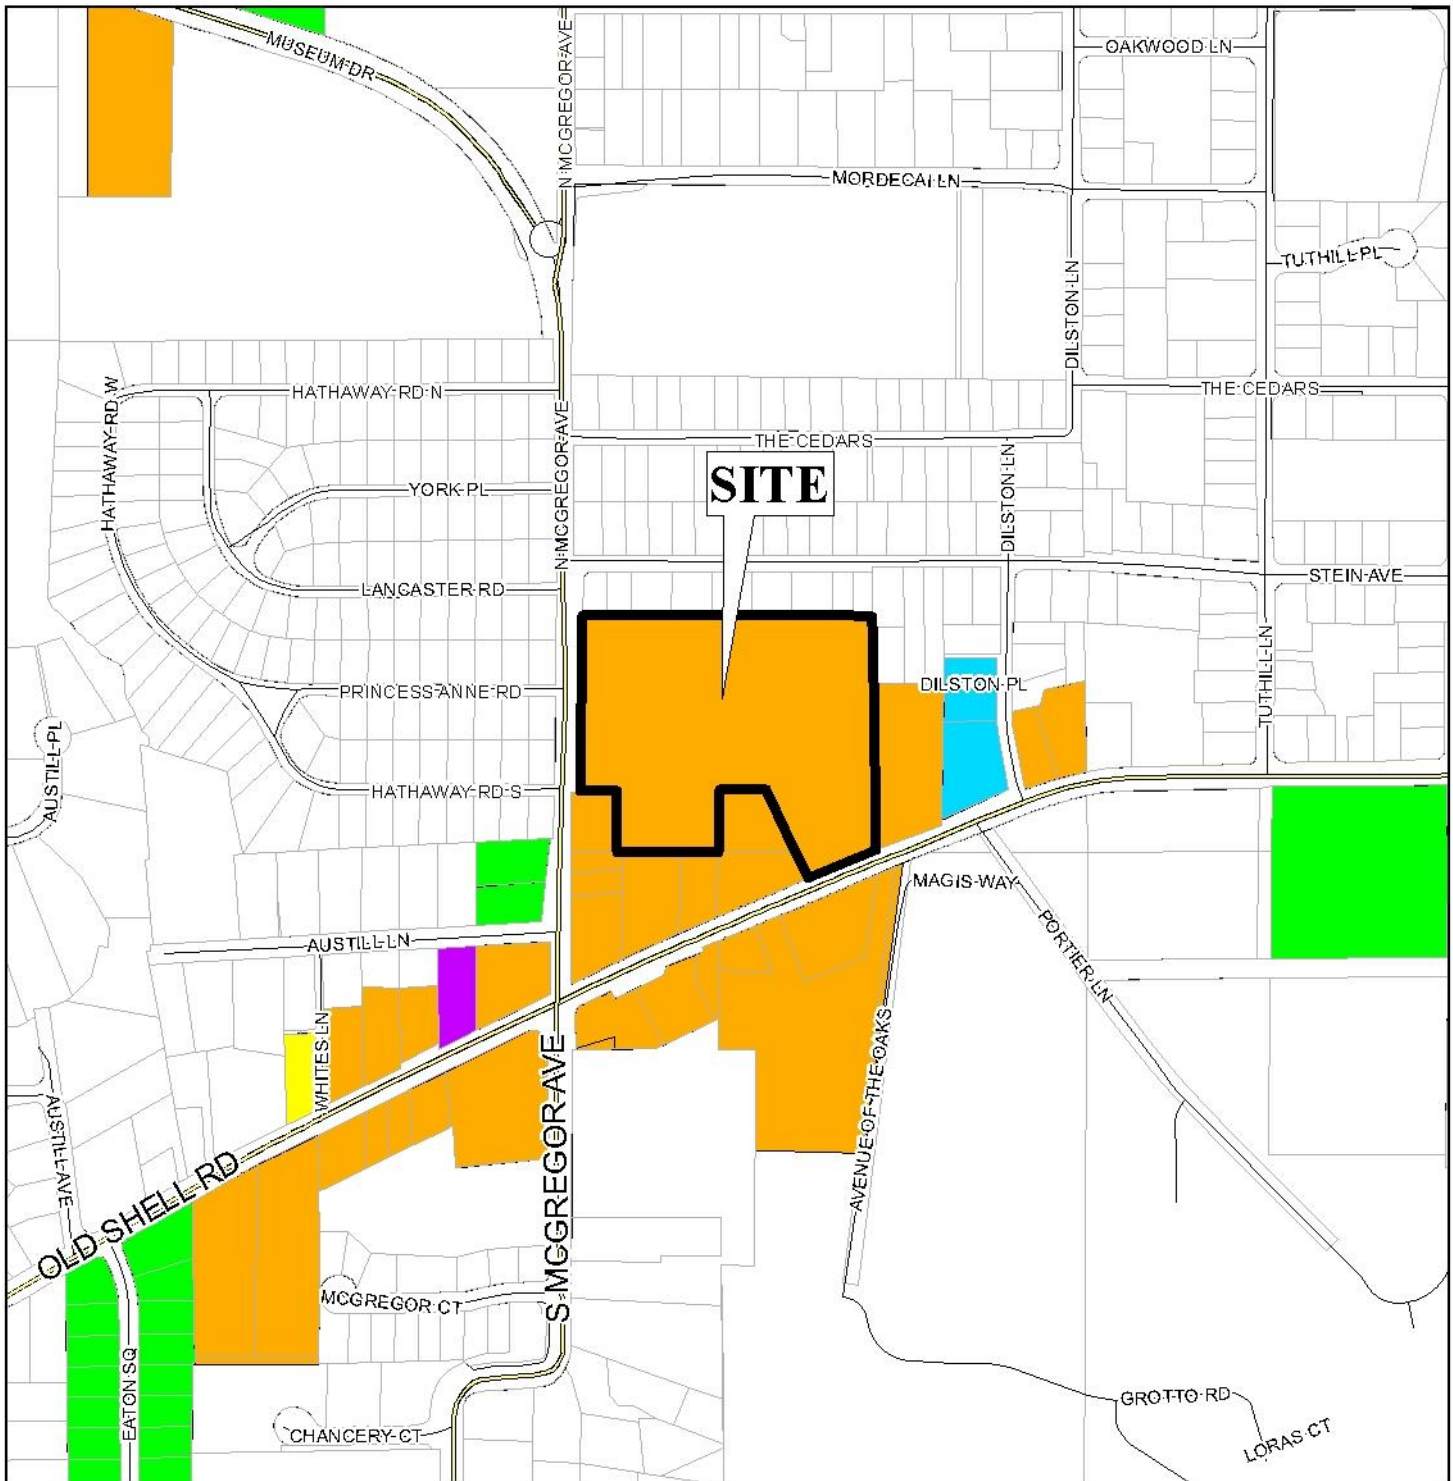 MUSEUM DR
N MCGREGOR AVE
OAKWOOD LN
MORDECAI LN
TUTHILL PL
DILSTON LN
HATHAWAY RD W
HATHAWAY RD N
THE CEDARS
N MCGREGOR AVE
THE CEDARS
SITE
DILSTON LN
YORK PL
LANCASTER RD
STEIN AVE
PRINCESS ANNE RD
DILSTON PL
TUTHILL LN
AUSTILL PL
HATHAWAY RD S
MAGIS WAY
AUSTILL LN
PORTIER LN
WHITES LN
AVENUE OF THE OAKS
AUSTILL AVE
OLD SHELL RD
S MCGREGOR AVE
MCGREGOR CT
EATON SQ
GROTTO RD
CHANCERY CT
LORAS CT